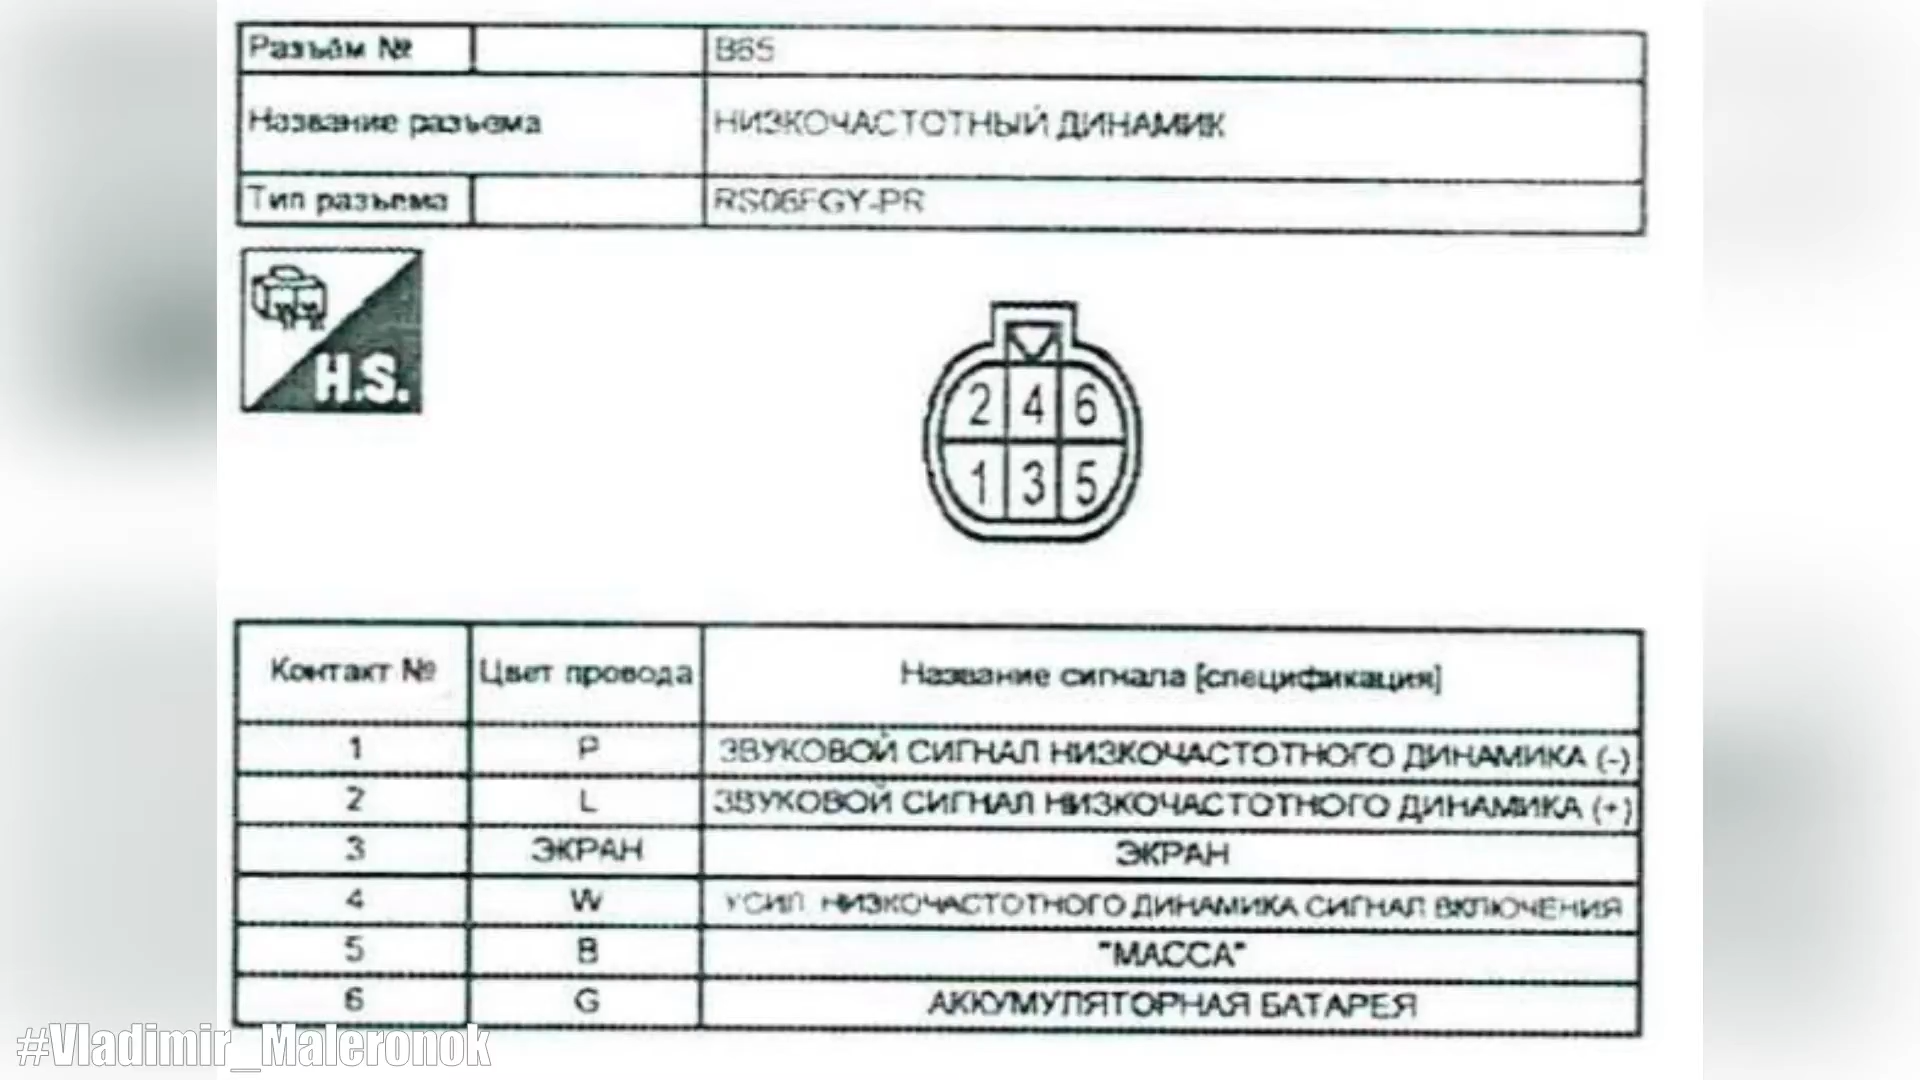 Разъём № B65
Название разъема НИЗКОЧАСТОТНЫЙ ДИНАМИК
Тип разъема RS06FGY-PR
H.S.
2 4 6
1 3 5
Контакт № Цвет провода Название сигнала [спецификация]
1 P ЗВУКОВОЙ СИГНАЛ НИЗКОЧАСТОТНОГО ДИНАМИКА (-)
2 L ЗВУКОВОЙ СИГНАЛ НИЗКОЧАСТОТНОГО ДИНАМИКА (+)
3 ЭКРАН ЭКРАН
4 W УСИЛ. НИЗКОЧАСТОТНОГО ДИНАМИКА СИГНАЛ ВКЛЮЧЕНИЯ
5 B "МАССА"
6 G АККУМУЛЯТОРНАЯ БАТАРЕЯ
#Vladimir_Maleronok